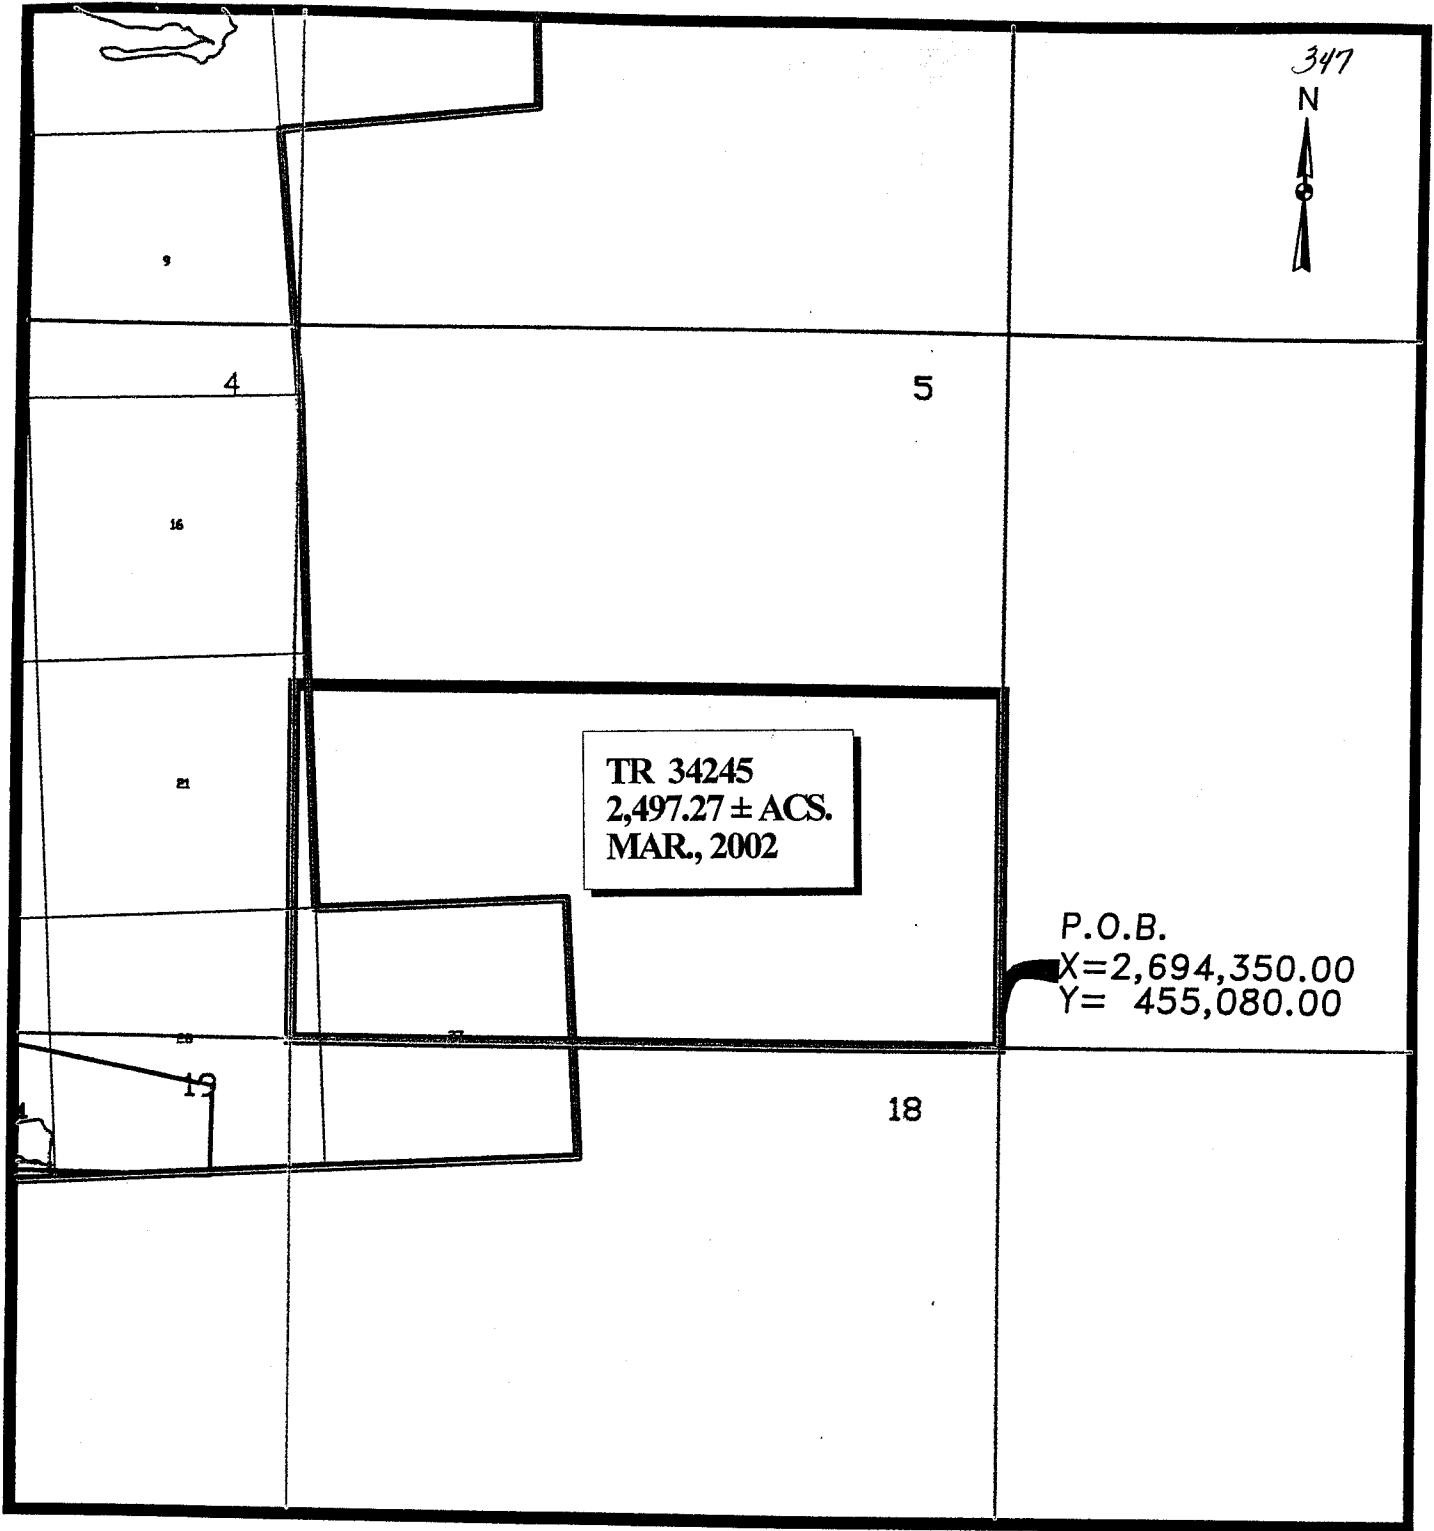 347
N
9
4
5
16
21
TR 34245
2,497.27 ± ACS.
MAR., 2002
P.O.B.
X=2,694,350.00
Y= 455,080.00
27
19
18